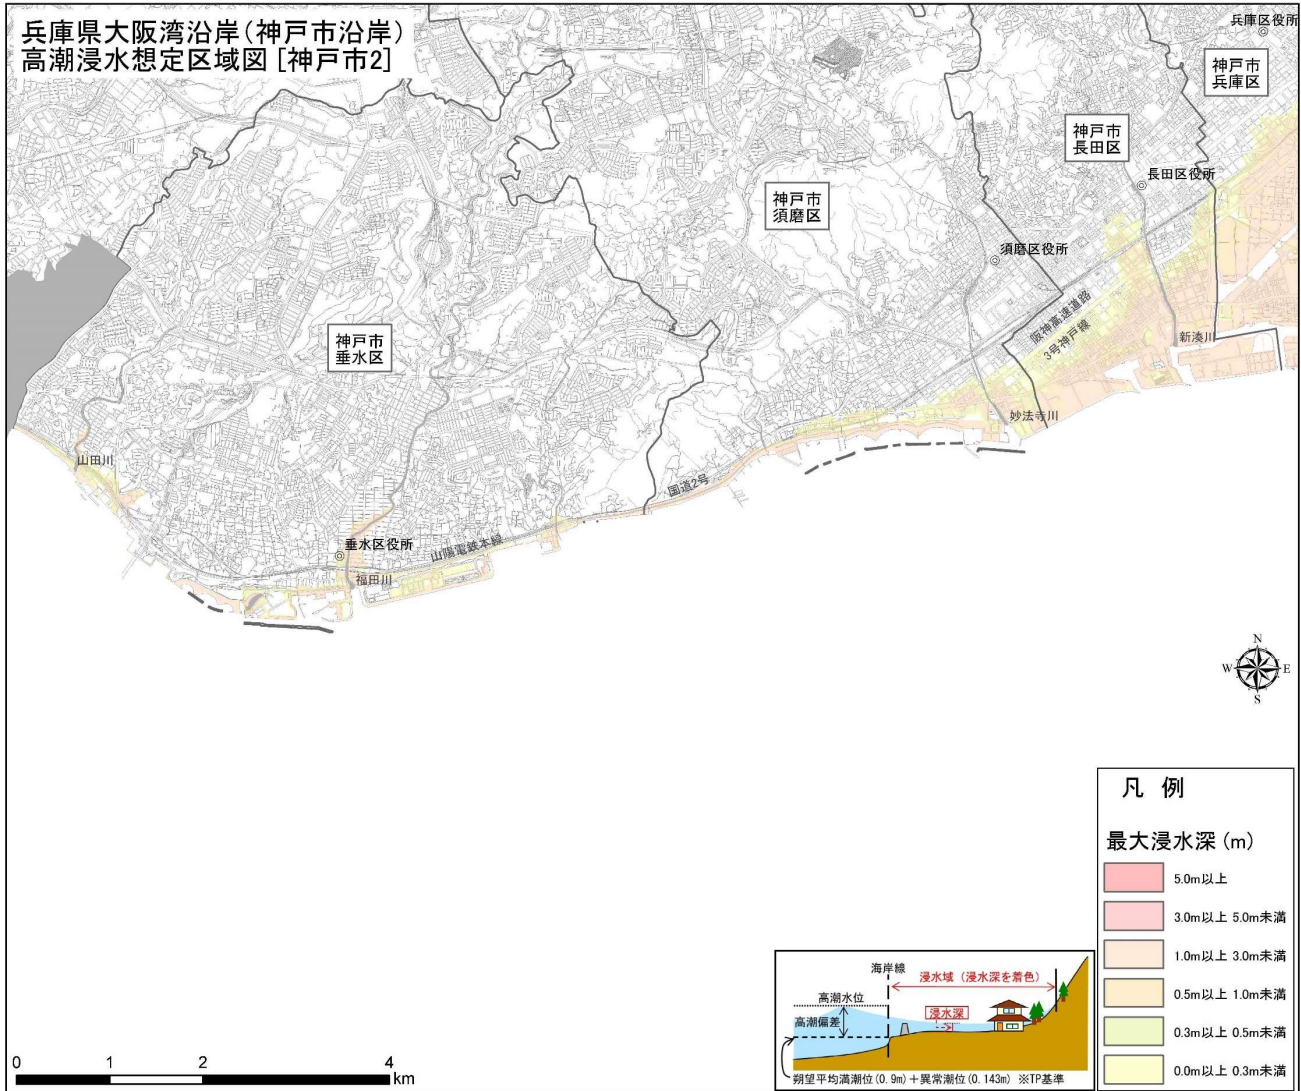 兵庫県大阪湾沿岸(神戸市沿岸)
高潮浸水想定区域図 [神戸市2]
兵庫区役所
神戸市
兵庫区
神戸市
長田区
長田区役所
神戸市
須磨区
須磨区役所
阪神高速道路
3号神戸線
新湊川
神戸市
垂水区
妙法寺川
山田川
国道2号
垂水区役所
山陽電鉄本線
福田川
N
W
E
S
凡 例
最大浸水深 (m)
5.0m以上
3.0m以上 5.0m未満
1.0m以上 3.0m未満
0.5m以上 1.0m未満
0.3m以上 0.5m未満
0.0m以上 0.3m未満
海岸線
浸水域 (浸水深を着色)
高潮水位
高潮偏差
浸水深
朔望平均満潮位(0.9m)+異常潮位(0.143m) ※TP基準
0 1 2 4
km